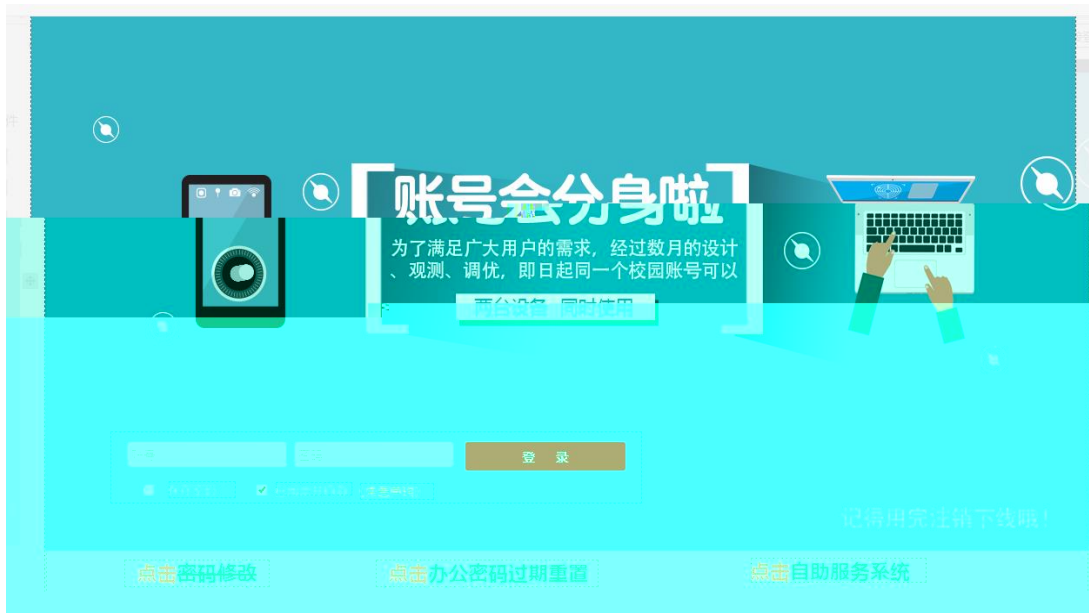 账号会分身啦
为了满足广大用户的需求，经过数月的设计
、观测、调优，即日起同一个校园账号可以
两台设备 同时使用
登 录
记得用完注销下线哦！
点击密码修改
点击办公密码过期重置
点击自助服务系统